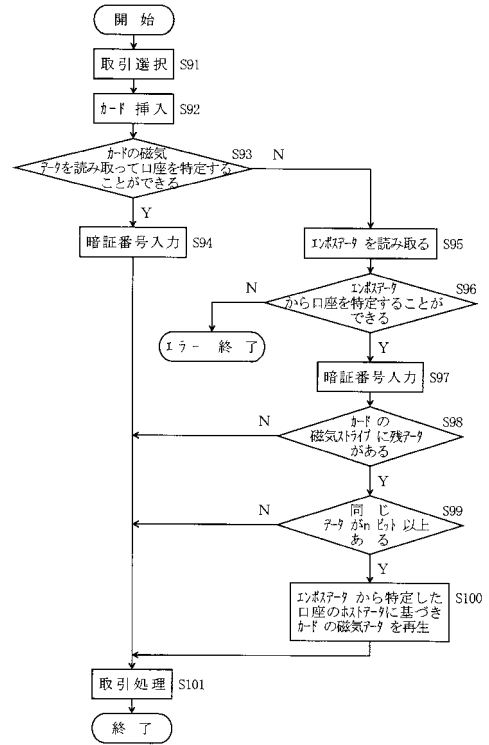 開 始
取引選択 S91
カード 挿入 S92
カードの磁気
データを読み取って口座を特定する
ことができる
S93
N
Y
暗証番号入力 S94
エンボスデータ を読み取る S95
エンボスデータ
から口座を特定することが
できる
S96
N
エラー 終 了
Y
暗証番号入力 S97
カード の
磁気ストライプ に残データ
がある
S98
N
Y
同 じ
データ がn ビット 以上
あ る
S99
N
Y
エンボスデータ から特定した
口座のホストデータに基づき
カード の磁気データ を再生
S100
取引処理 S101
終 了